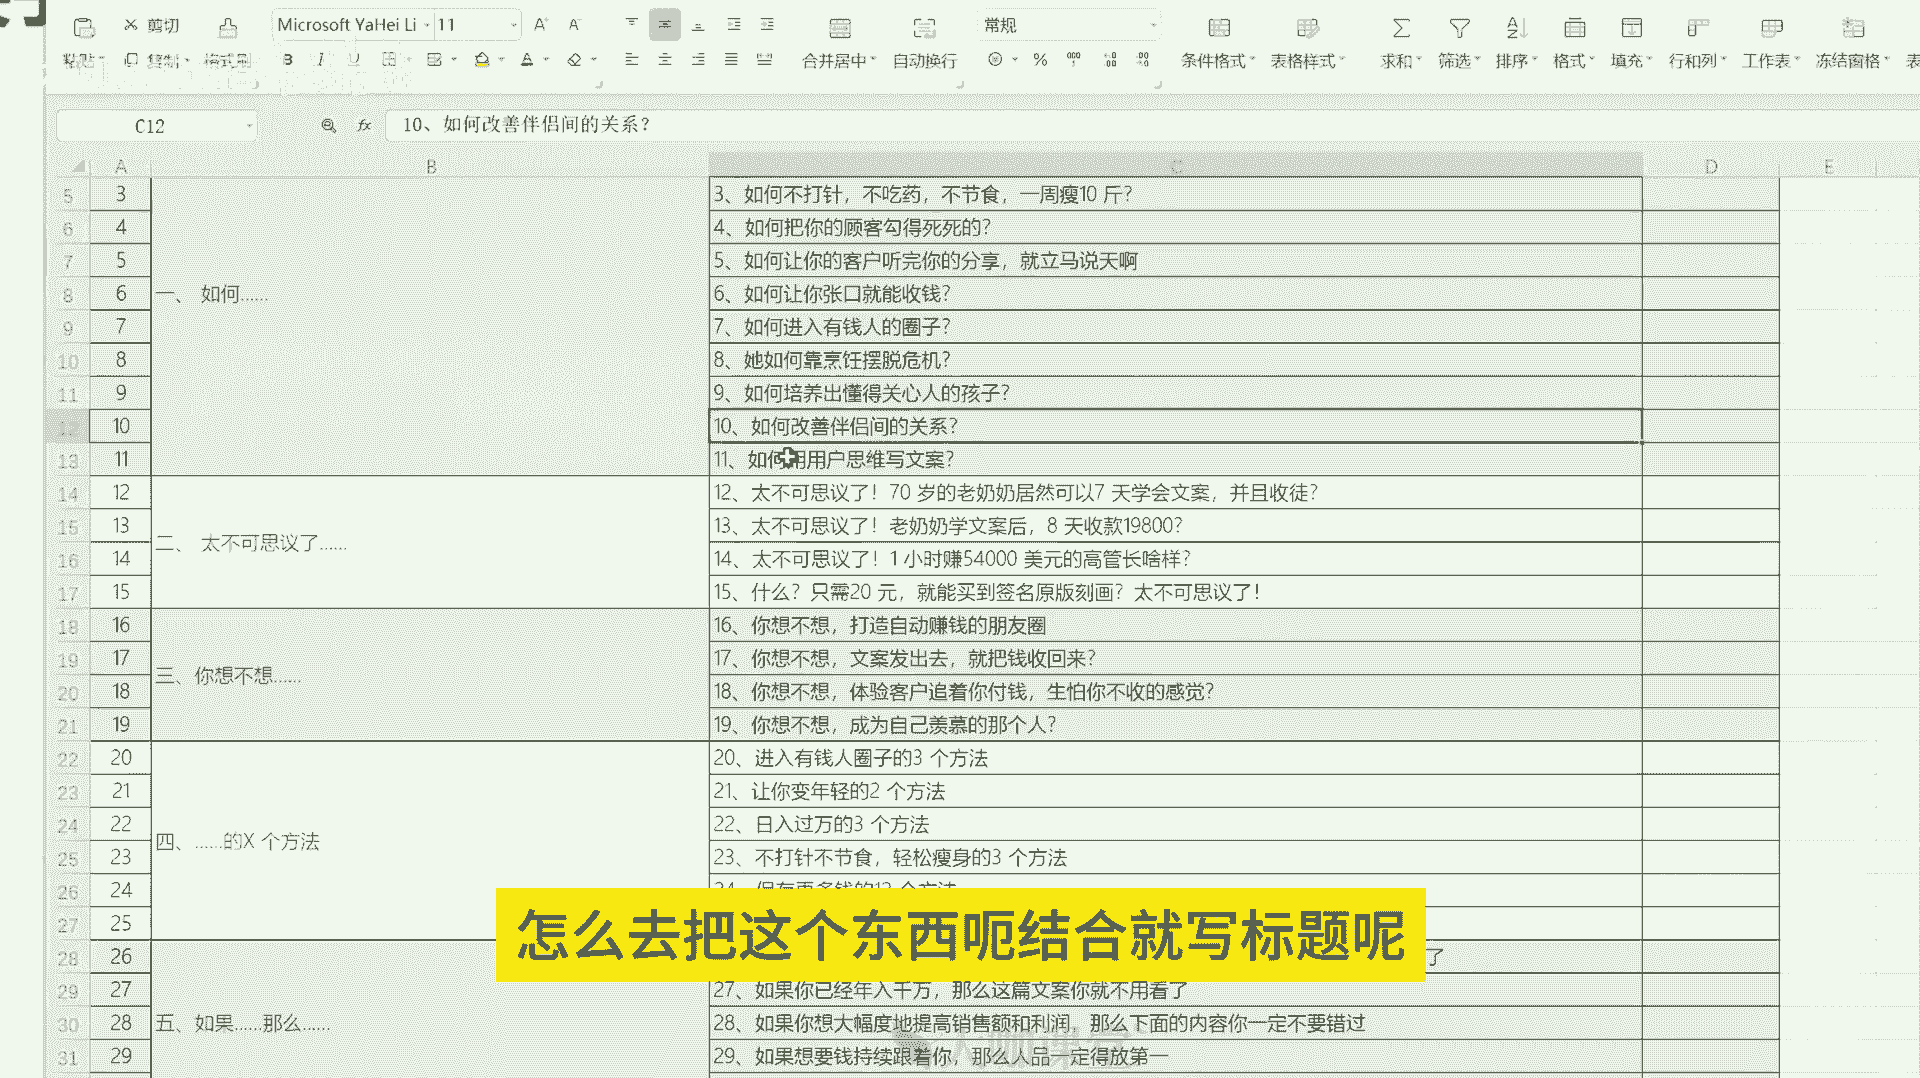 剪切 Microsoft YaHei Li 11 A⁺ A⁻ 常规
粘贴 复制 格式刷 B I U A 合并居中 自动换行 % 条件格式 表格样式 求和 筛选 排序 格式 填充 行和列 工作表 冻结窗格 表
C12 fx 10、如何改善伴侣间的关系？
A B C D E
5 3 3、如何不打针，不吃药，不节食，一周瘦10 斤？
6 4 4、如何把你的顾客勾得死死的？
7 5 5、如何让你的客户听完你的分享，就立马说天啊
8 6 一、 如何...... 6、如何让你张口就能收钱？
9 7 7、如何进入有钱人的圈子？
10 8 8、她如何靠烹饪摆脱危机？
11 9 9、如何培养出懂得关心人的孩子？
12 10 10、如何改善伴侣间的关系？
13 11 11、如何用用户思维写文案？
14 12 12、太不可思议了！70 岁的老奶奶居然可以7 天学会文案，并且收徒？
15 13 13、太不可思议了！老奶奶学文案后，8 天收款19800？
二、 太不可思议了......
16 14 14、太不可思议了！1 小时赚54000 美元的高管长啥样？
17 15 15、什么？只需20 元，就能买到签名原版刻画？太不可思议了！
18 16 16、你想不想，打造自动赚钱的朋友圈
19 17 17、你想不想，文案发出去，就把钱收回来？
三、你想不想......
20 18 18、你想不想，体验客户追着你付钱，生怕你不收的感觉？
21 19 19、你想不想，成为自己羡慕的那个人？
22 20 20、进入有钱人圈子的3 个方法
23 21 21、让你变年轻的2 个方法
24 22 22、日入过万的3 个方法
四、......的X 个方法
25 23 23、不打针不节食，轻松瘦身的3 个方法
26 24
27 25
怎么去把这个东西呃结合就写标题呢
28 26 了
29 27 27、如果你已经年入千万，那么这篇文案你就不用看了
30 28 五、如果......那么...... 28、如果你想大幅度地提高销售额和利润，那么下面的内容你一定不要错过
31 29 29、如果想要钱持续跟着你，那么人品一定得放第一